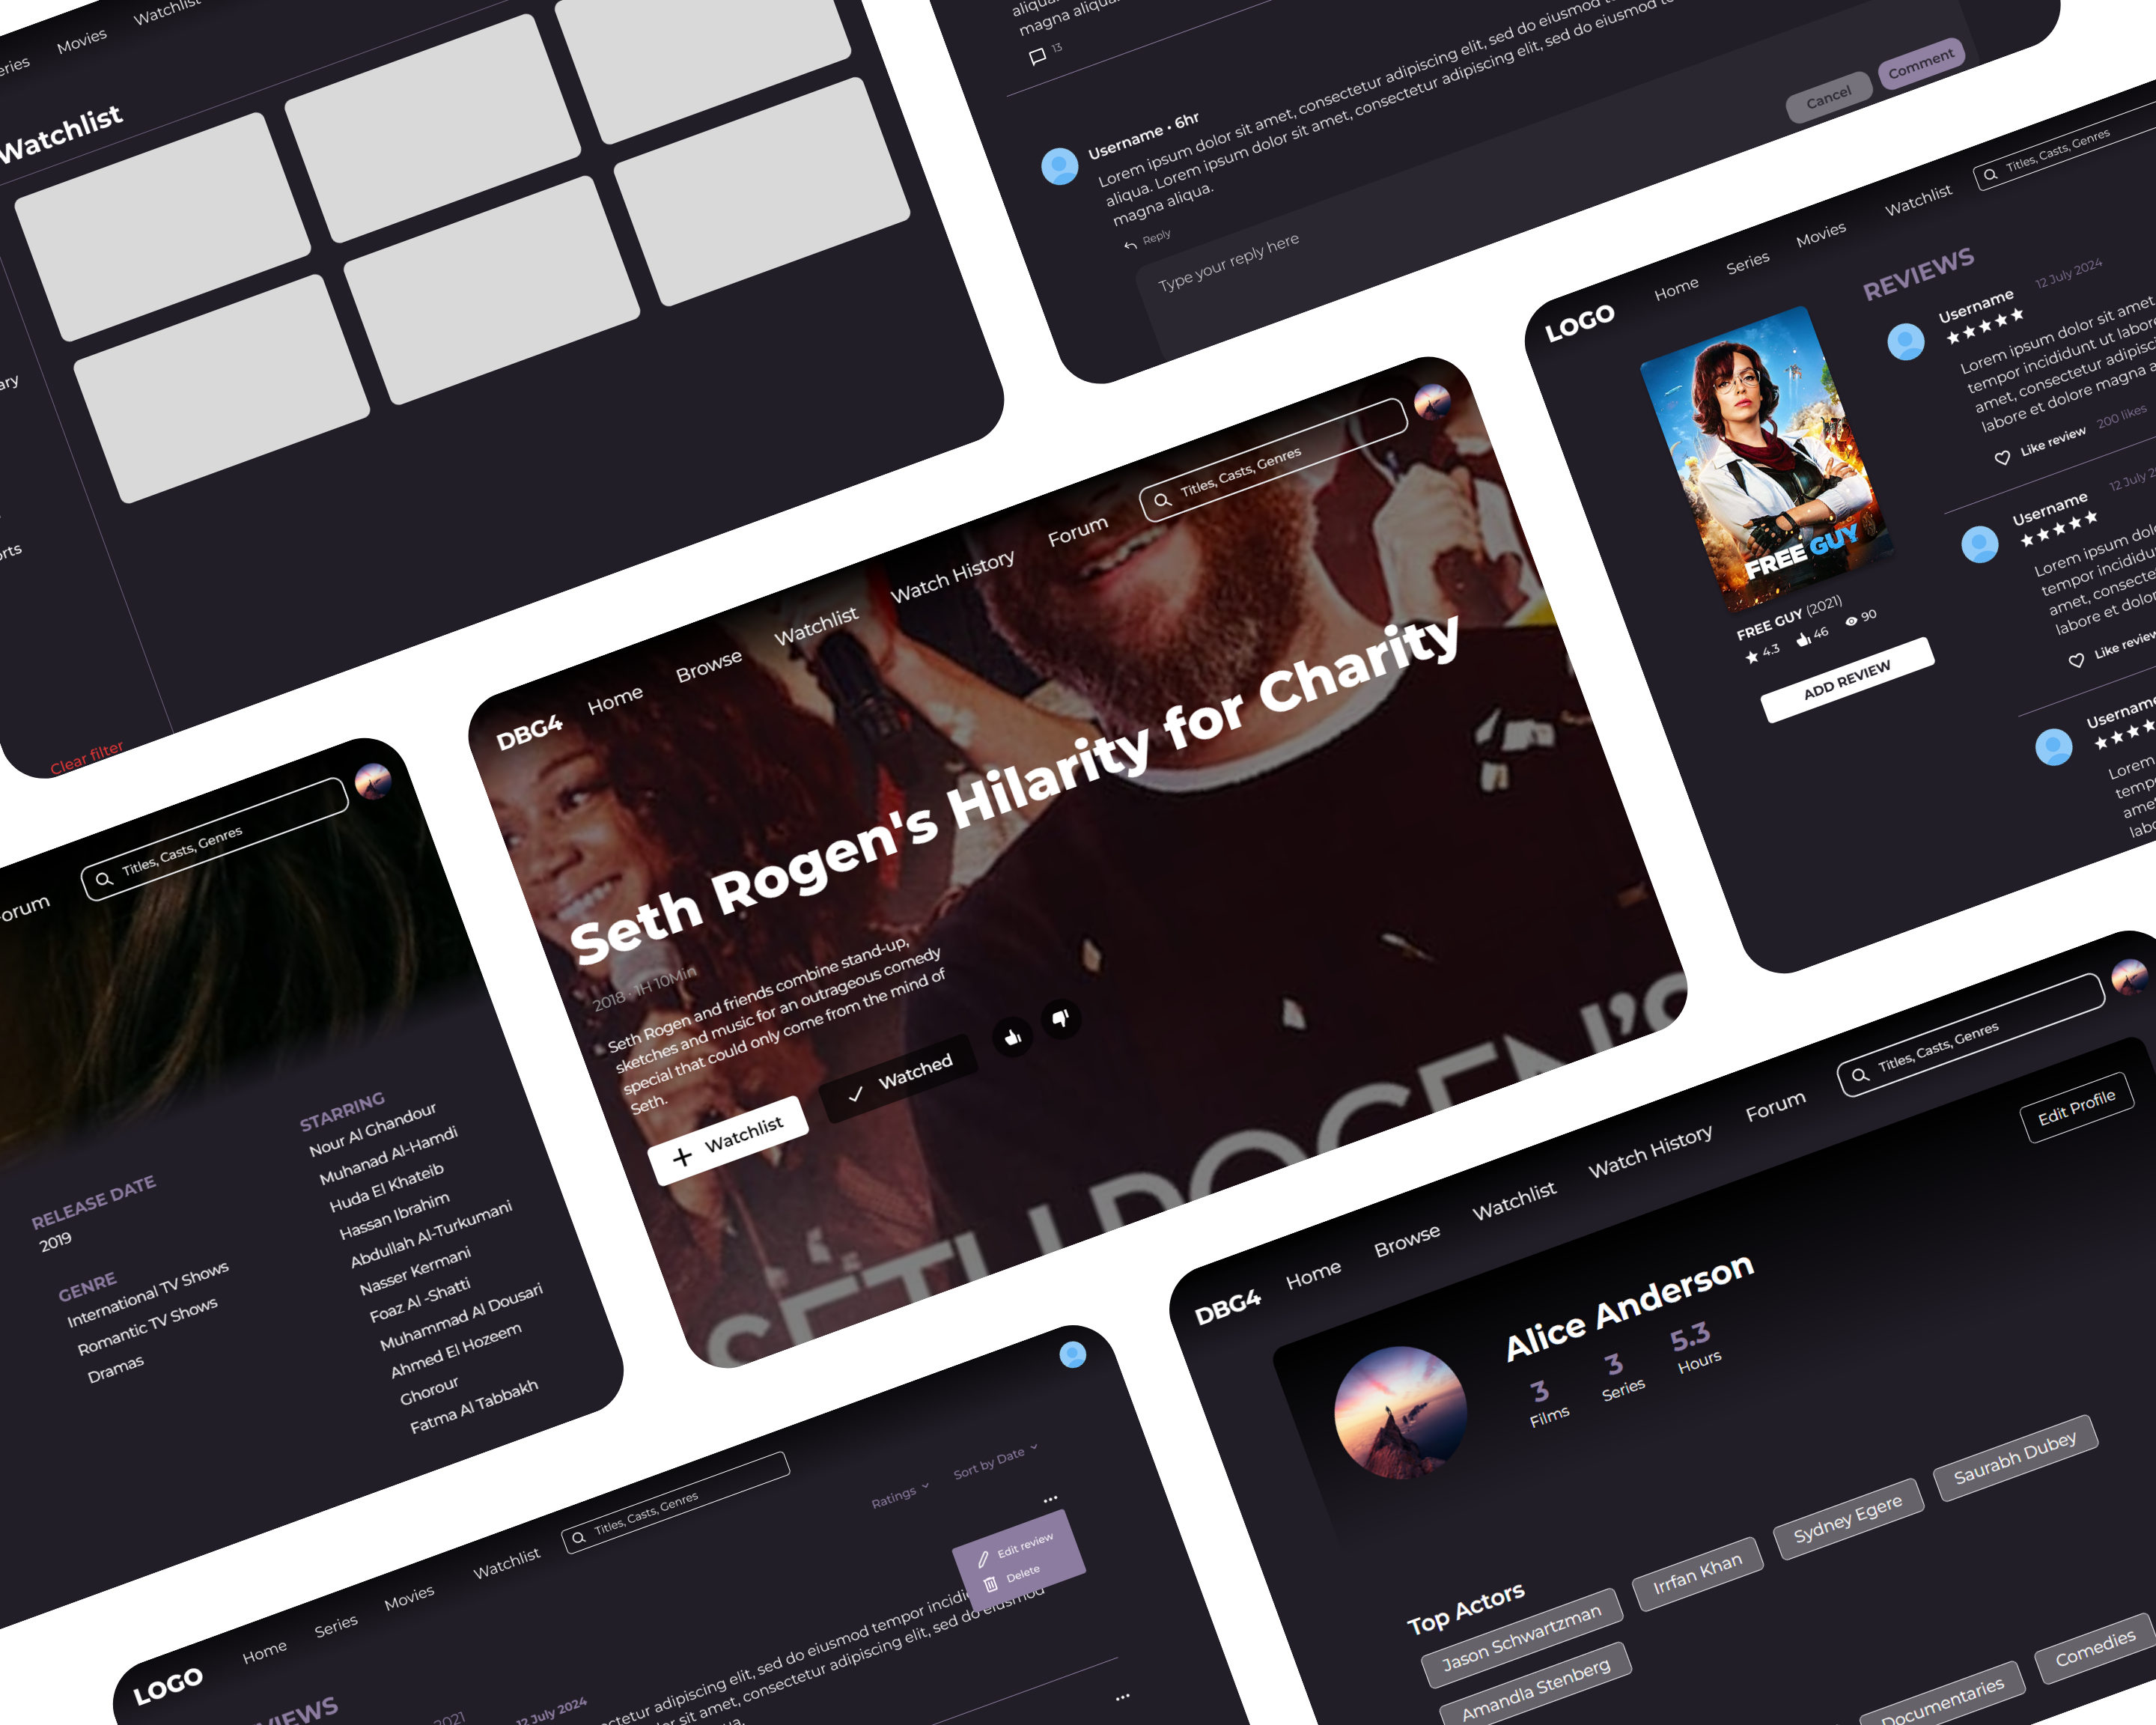 Movies
Watchlist
Watchlist
Clear filter
magna aliqua.
13
Username • 6hr
Lorem ipsum dolor sit amet, consectetur adipiscing elit, sed do eiusmod
aliqua. Lorem ipsum dolor sit amet, consectetur adipiscing elit, sed do eiusmod
magna aliqua.
Reply
Type your reply here
Cancel
Comment
LOGO
Home
Series
Movies
Watchlist
Titles, Casts, Genres
FREE GUY
FREE GUY (2021)
4.3
46
90
ADD REVIEW
REVIEWS
Username
12 July 2024
Lorem ipsum dolor sit amet,
tempor incididunt ut labore
amet, consectetur adipisc
labore et dolore magna a
Like review
200 likes
Username
12 July 2
Lorem ipsum dolo
tempor incididu
amet, consecte
labore et dolor
Like review
Username
Lorem
temp
ame
labo
DBG4
Home
Browse
Watchlist
Watch History
Forum
Titles, Casts, Genres
Seth Rogen's Hilarity for Charity
2018 · 1H 10Min
Seth Rogen and friends combine stand-up,
sketches and music for an outrageous comedy
special that could only come from the mind of
Seth.
Watchlist
Watched
Forum
Titles, Casts, Genres
RELEASE DATE
2019
GENRE
International TV Shows
Romantic TV Shows
Dramas
STARRING
Nour Al Ghandour
Muhanad Al-Hamdi
Huda El Khateib
Hassan Ibrahim
Abdullah Al-Turkumani
Nasser Kermani
Foaz Al -Shatti
Muhammad Al Dousari
Ahmed El Hozeem
Ghorour
Fatma Al Tabbakh
LOGO
Home
Series
Movies
Watchlist
Titles, Casts, Genres
Ratings
Sort by Date
Edit review
Delete
VIEWS
2021
12 July 2024
ctetur adipiscing elit, sed do eiusmod tempor incidi
r sit amet, consectetur adipiscing elit, sed do eiusmod
DBG4
Home
Browse
Watchlist
Watch History
Forum
Titles, Casts, Genres
Edit Profile
Alice Anderson
3
Films
3
Series
5.3
Hours
Top Actors
Jason Schwartzman
Irrfan Khan
Sydney Egere
Saurabh Dubey
Amandla Stenberg
Documentaries
Comedies